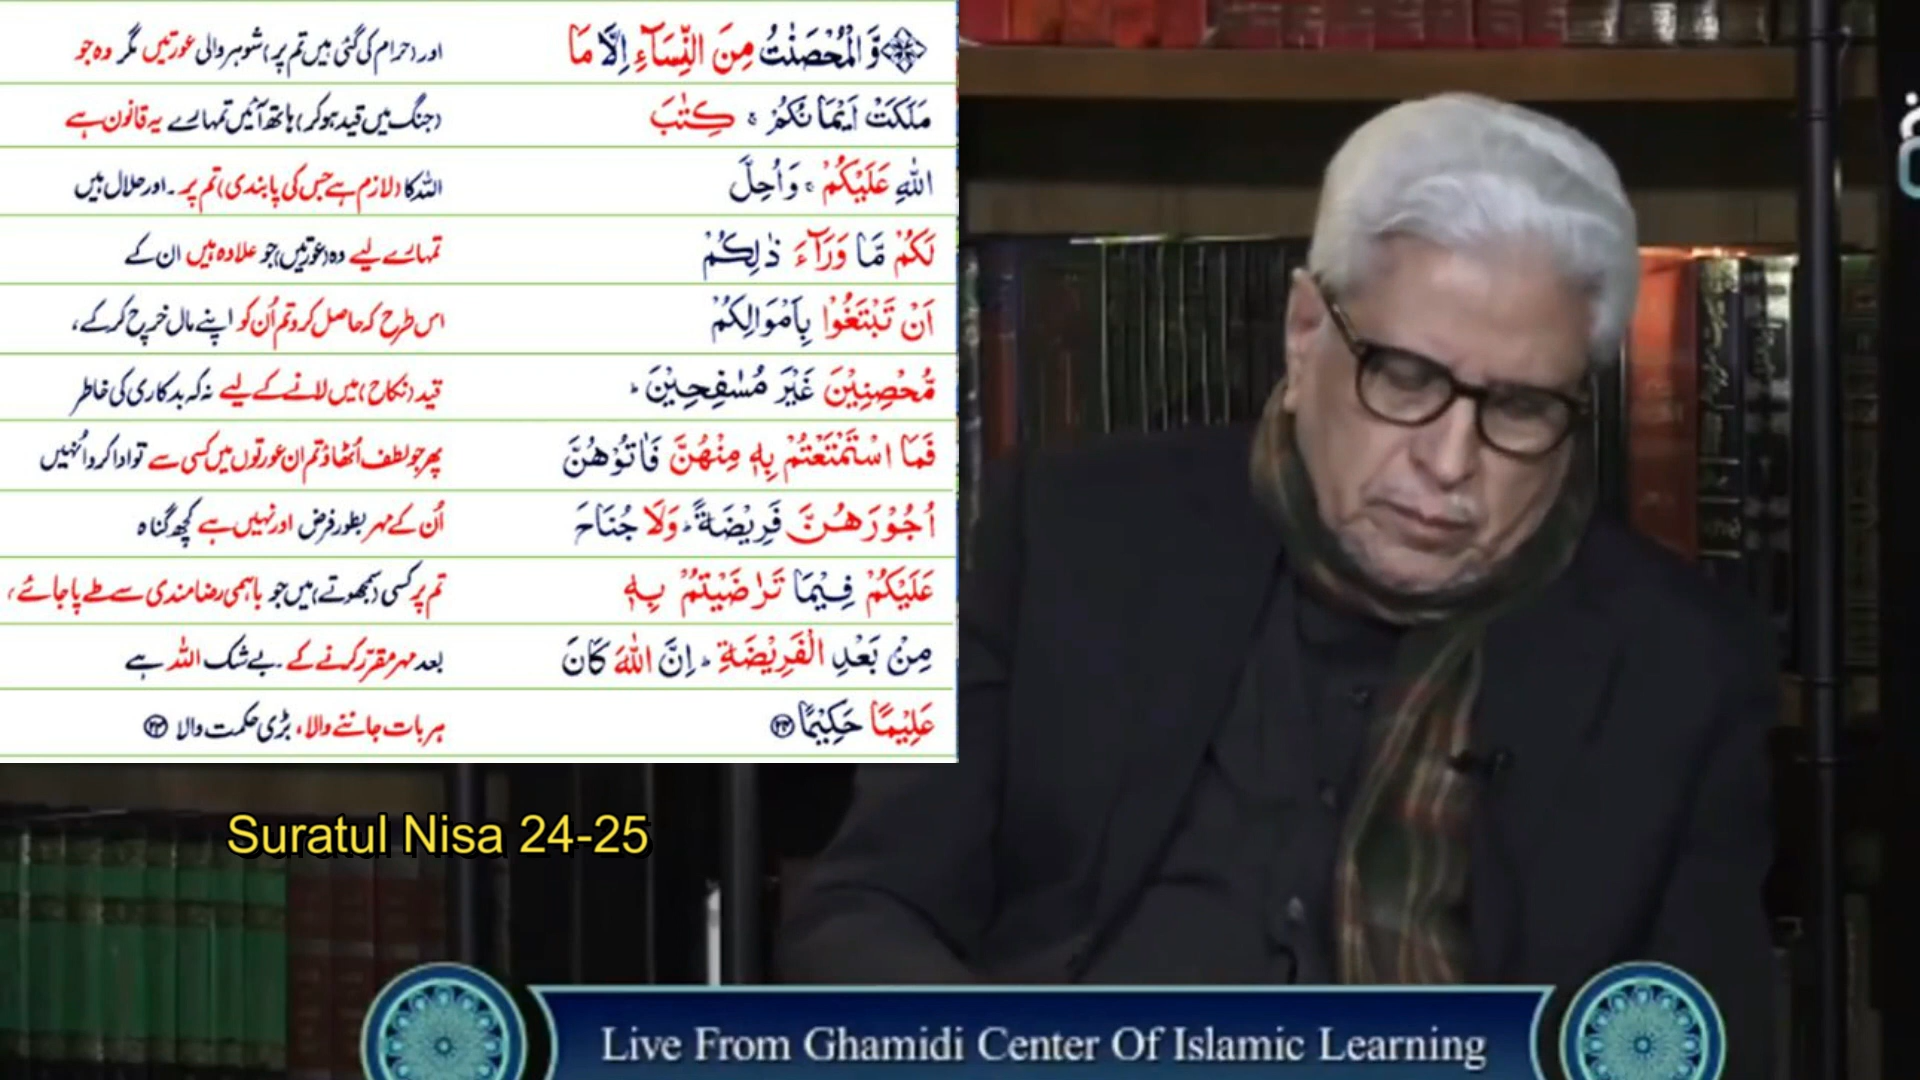 وَّالْمُحْصَنٰتُ مِنَ النِّسَآءِ اِلَّا مَا
اور (حرام کی گئی ہیں تم پر) شوہر والی عورتیں مگر وہ جو
مَلَكَتْ اَيْمَانُكُمْ ۚ كِتٰبَ
(جنگ میں قید ہوکر) ہاتھ آئیں تمہارے یہ قانون ہے
اللّٰهِ عَلَيْكُمْ ۚ وَاُحِلَّ
اللہ کا (لازم ہے جس کی پابندی) تم پر ۔ اور حلال ہیں
لَكُمْ مَّا وَرَآءَ ذٰلِكُمْ
تمہارے لیے وہ (عورتیں) جو علاوہ ہیں ان کے
اَنْ تَبْتَغُوْا بِاَمْوَالِكُمْ
اس طرح کہ حاصل کرو تم اُن کو اپنے مال خرچ کرکے،
مُّحْصِنِيْنَ غَيْرَ مُسٰفِحِيْنَ ؕ
قید (نکاح) میں لانے کے لیے نہ کہ بدکاری کی خاطر
فَمَا اسْتَمْتَعْتُمْ بِهٖ مِنْهُنَّ فَاٰتُوْهُنَّ
پھر جو لطف اُٹھاؤ تم ان عورتوں میں کسی سے تو ادا کرو اُنہیں
اُجُوْرَهُنَّ فَرِيْضَةً ؕ وَلَا جُنَاحَ
اُن کے مہر بطور فرض اور نہیں ہے کچھ گناہ
عَلَيْكُمْ فِيْمَا تَرٰضَيْتُمْ بِهٖ
تم پر کسی (سمجھوتے) میں جو باہمی رضامندی سے طے پا جائے،
مِنْۢ بَعْدِ الْفَرِيْضَةِ ؕ اِنَّ اللّٰهَ كَانَ
بعد مہر مقرّر کرنے کے ۔ بے شک اللہ ہے
عَلِيْمًا حَكِيْمًا ۝۲۴
ہر بات جاننے والا، بڑی حکمت والا ۝۲۴
Suratul Nisa 24-25
Live From Ghamidi Center Of Islamic Learning